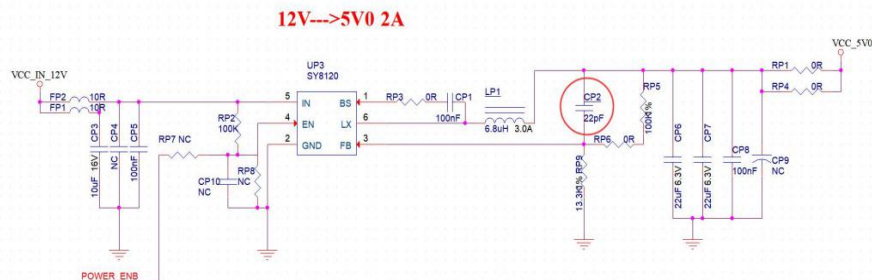 12V--->5V0 2A
VCC_IN_12V
VCC_5V0
UP3
SY8120
FP2 10R
FP1 10R
5 IN BS 1
4 EN LX 6
2 GND FB 3
RP3 0R
CP1
100nF
LP1
6.8uH 3.0A
CP2
22pF
RP5
100K1%
RP6 0R
RP9
13.3K1%
RP1 0R
RP4 0R
CP3
10uF 16V
CP4
NC
CP5
100nF
RP2
100K
RP7 NC
CP10
NC
RP8
NC
CP6
22uF 6.3V
CP7
22uF 6.3V
CP8
100nF
CP9
NC
POWER_ENB